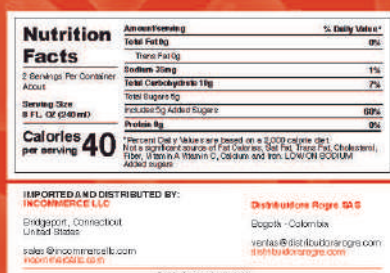 Nutrition Facts
2 Servings Per Container
About
Serving Size
8 FL. OZ (240 ml)
Calories
per serving 40
Amount/serving % Daily Value*
Total Fat 0g 0%
Trans Fat 0g
Sodium 35mg 1%
Total Carbohydrate 19g 7%
Total Sugars 5g
Includes 5g Added Sugars 60%
Protein 0g 0%
*Percent Daily Values are based on a 2,000 calorie diet
Not a significant source of Fat Calories, Sat Fat, Trans Fat, Cholesterol,
Fiber, Vitamin A Vitamin C, Calcium and Iron. LOW ON SODIUM
Added sugars
IMPORTED AND DISTRIBUTED BY:
INCOMMERCE LLC
Bridgeport, Connecticut
United States
sales@incommercellc.com
incommercellc.com
Distribuidora Rogre SAS
Bogotá - Colombia
ventas@distribuidorarogre.com
distribuidorarogre.com